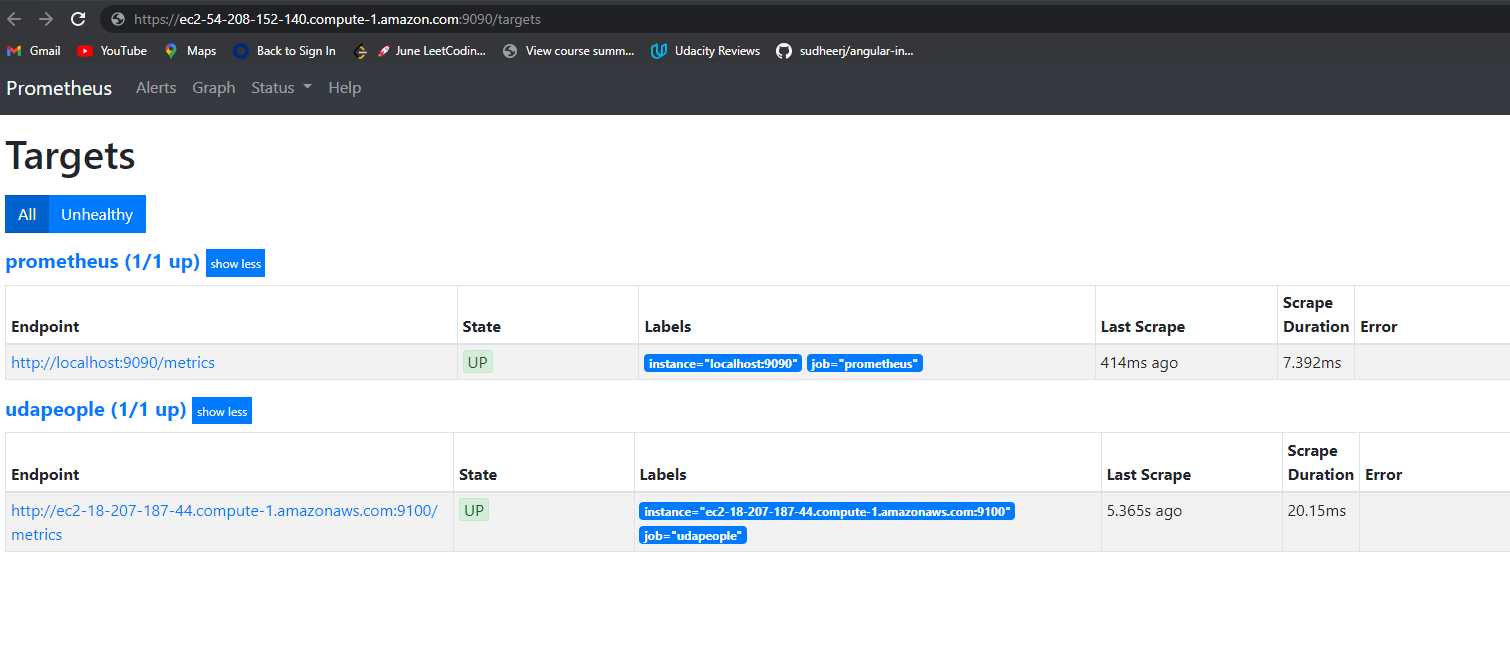 https://ec2-54-208-152-140.compute-1.amazon.com:9090/targets
Gmail YouTube Maps Back to Sign In June LeetCodin... View course summ... Udacity Reviews sudheerj/angular-in...
Prometheus Alerts Graph Status Help
Targets
All Unhealthy
prometheus (1/1 up) show less
Endpoint State Labels Last Scrape Scrape Duration Error
http://localhost:9090/metrics UP instance="localhost:9090" job="prometheus" 414ms ago 7.392ms
udapeople (1/1 up) show less
Endpoint State Labels Last Scrape Scrape Duration Error
http://ec2-18-207-187-44.compute-1.amazonaws.com:9100/ UP instance="ec2-18-207-187-44.compute-1.amazonaws.com:9100" 5.365s ago 20.15ms
metrics job="udapeople"